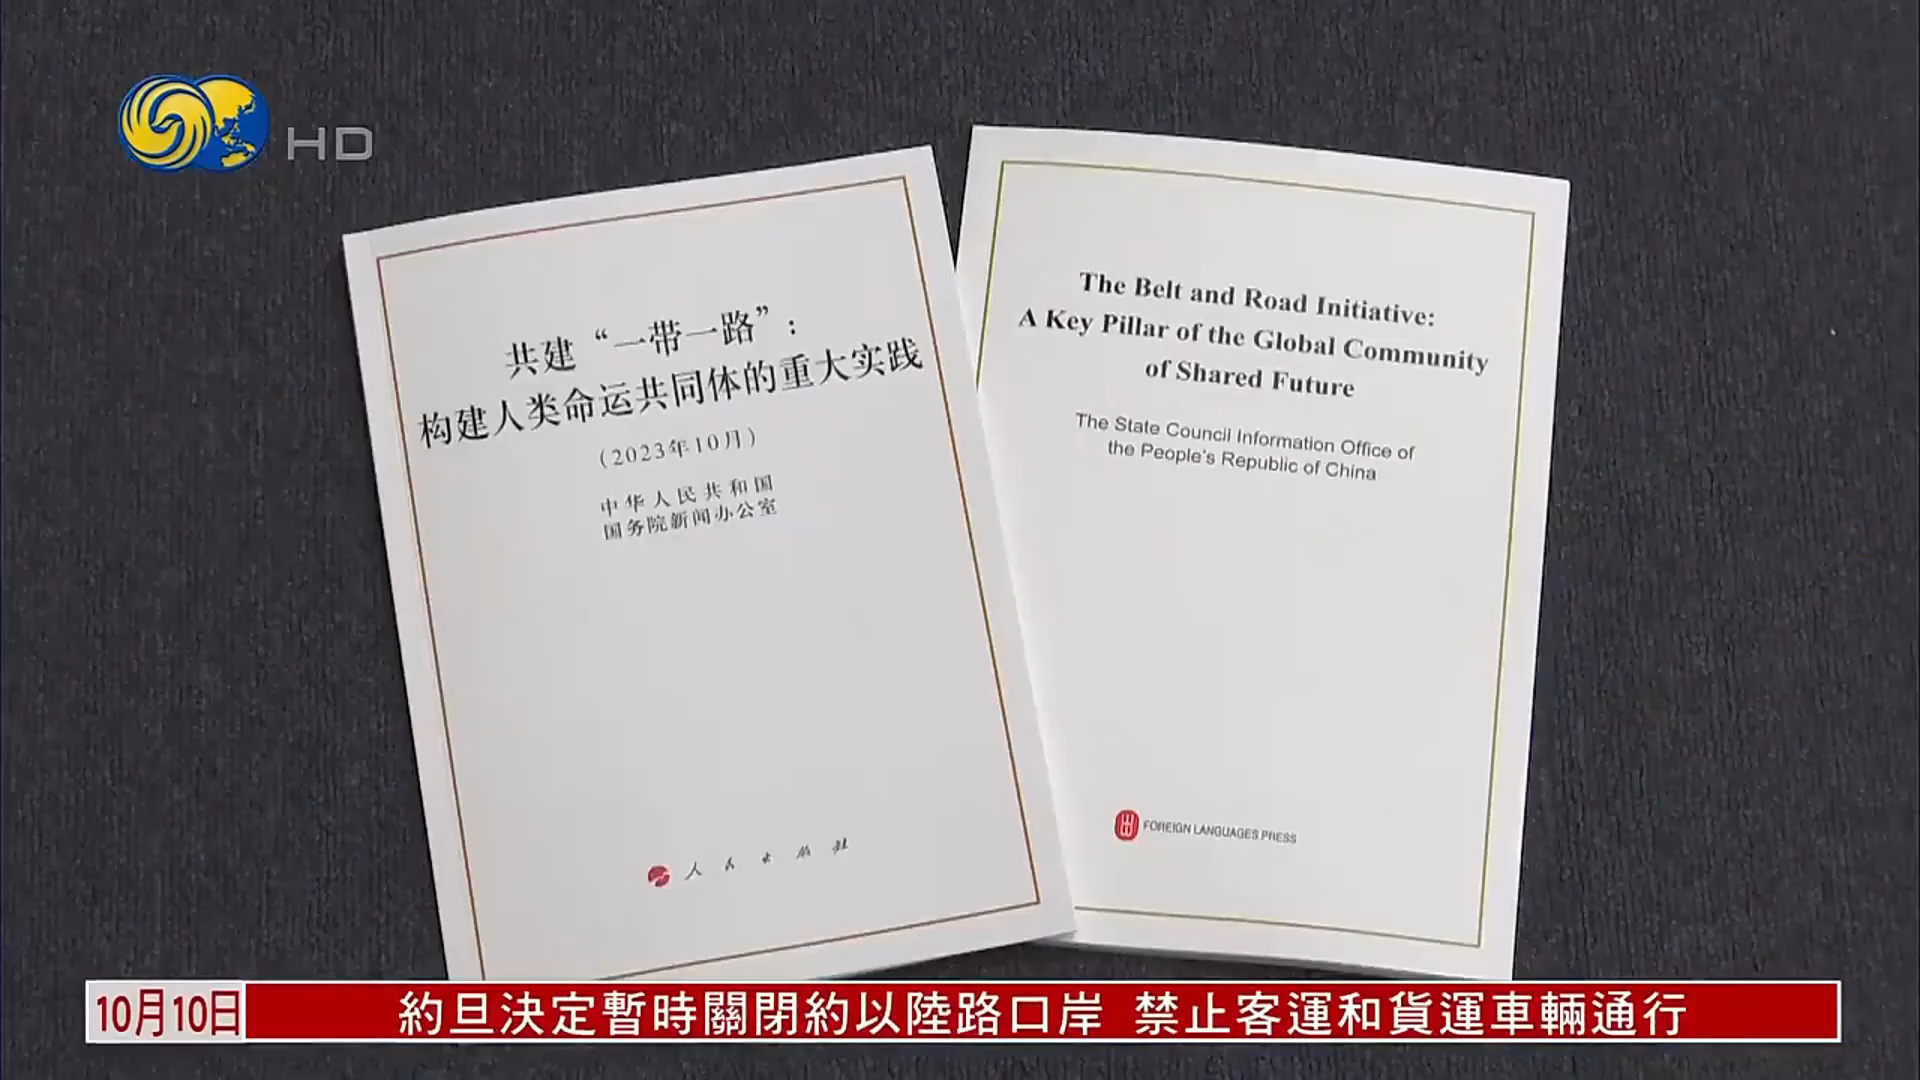 HD
共建“一带一路”:
构建人类命运共同体的重大实践
(2023年10月)
中华人民共和国
国务院新闻办公室
人民出版社
The Belt and Road Initiative:
A Key Pillar of the Global Community
of Shared Future
The State Council Information Office of
the People's Republic of China
FOREIGN LANGUAGES PRESS
10月10日
約旦決定暫時關閉約以陸路口岸 禁止客運和貨運車輛通行